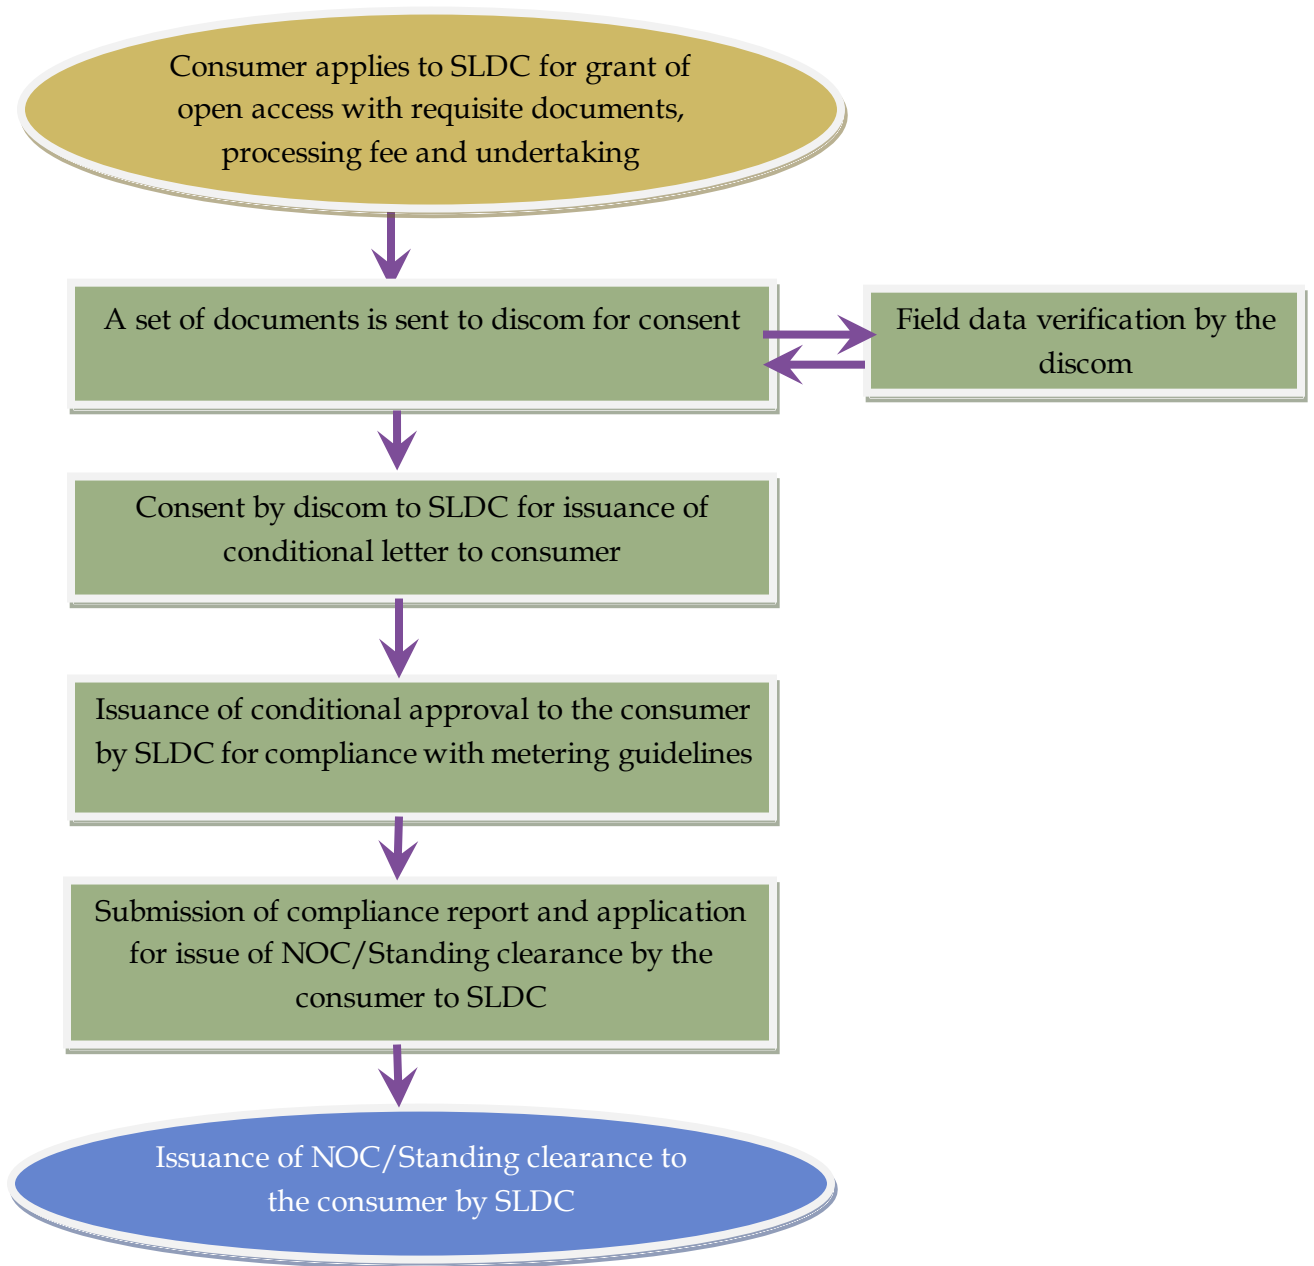 Consumer applies to SLDC for grant of
open access with requisite documents,
processing fee and undertaking
A set of documents is sent to discom for consent
Field data verification by the
discom
Consent by discom to SLDC for issuance of
conditional letter to consumer
Issuance of conditional approval to the consumer
by SLDC for compliance with metering guidelines
Submission of compliance report and application
for issue of NOC/Standing clearance by the
consumer to SLDC
Issuance of NOC/Standing clearance to
the consumer by SLDC